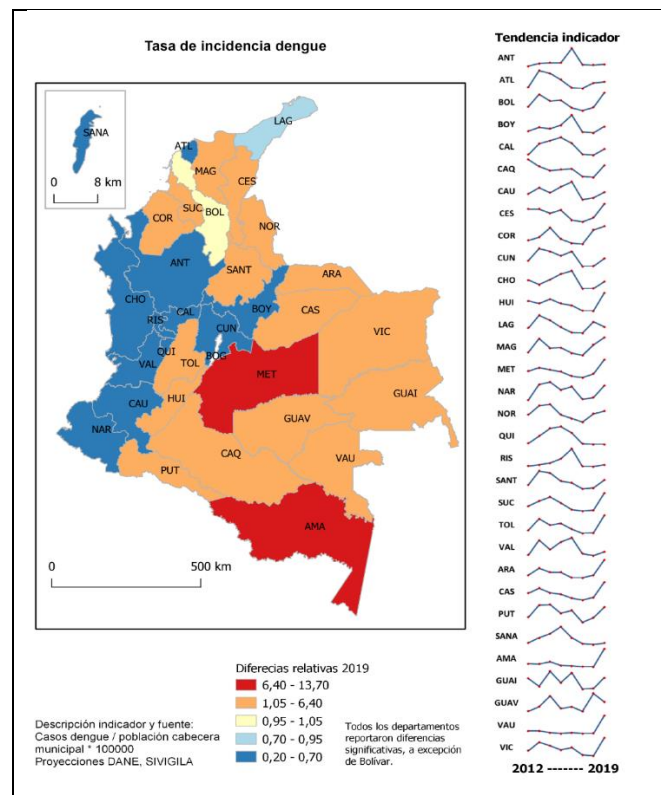 Tasa de incidencia dengue
SANA
0 8 km
LAG
ATL
MAG
CES
COR
SUC
BOL
NOR
ANT
SANT
ARA
CHO
BOY
CAS
CAL
RIS
CUN
VIC
QUI
VAL
TOL
BOG
MET
GUAI
CAU
HUI
GUAV
NAR
CAQ
VAU
PUT
AMA
0 500 km
Diferecias relativas 2019
6,40 - 13,70
1,05 - 6,40
0,95 - 1,05
0,70 - 0,95
0,20 - 0,70
Descripción indicador y fuente:
Casos dengue / población cabecera
municipal * 100000
Proyecciones DANE, SIVIGILA
Todos los departamentos
reportaron diferencias
significativas, a excepción
de Bolívar.
Tendencia indicador
ANT
ATL
BOL
BOY
CAL
CAQ
CAU
CES
COR
CUN
CHO
HUI
LAG
MAG
MET
NAR
NOR
QUI
RIS
SANT
SUC
TOL
VAL
ARA
CAS
PUT
SANA
AMA
GUAI
GUAV
VAU
VIC
2012 ------- 2019